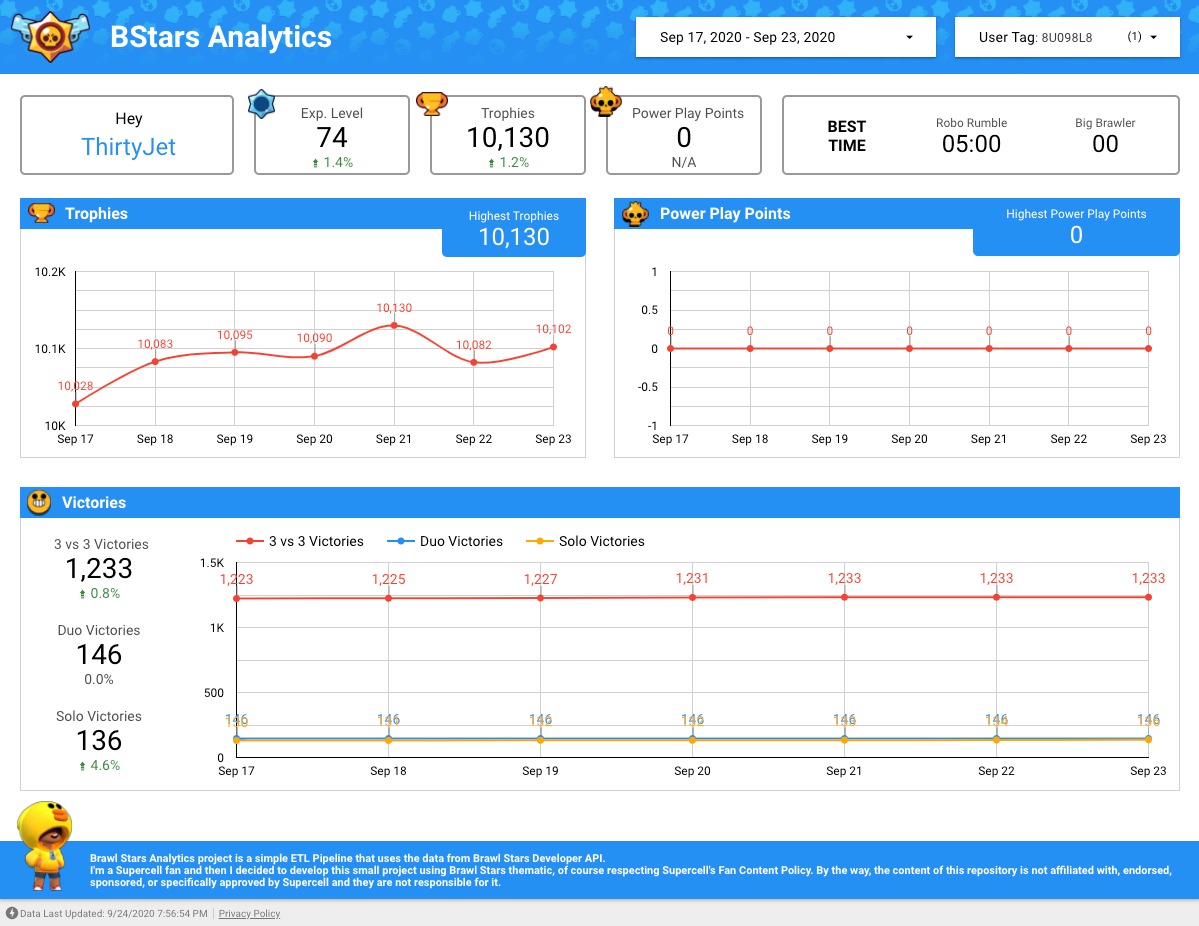 BStars Analytics
Sep 17, 2020 - Sep 23, 2020
User Tag: 8U098L8 (1)
Hey
ThirtyJet
Exp. Level
74
1.4%
Trophies
10,130
1.2%
Power Play Points
0
N/A
BEST
TIME
Robo Rumble
05:00
Big Brawler
00
Trophies
Highest Trophies
10,130
10.2K
10.1K
10K
10,028
10,083
10,095
10,090
10,130
10,082
10,102
Sep 17
Sep 18
Sep 19
Sep 20
Sep 21
Sep 22
Sep 23
Power Play Points
Highest Power Play Points
0
1
0.5
0
-0.5
-1
0
0
0
0
0
0
0
Sep 17
Sep 18
Sep 19
Sep 20
Sep 21
Sep 22
Sep 23
Victories
3 vs 3 Victories
1,233
0.8%
Duo Victories
146
0.0%
Solo Victories
136
4.6%
3 vs 3 Victories
Duo Victories
Solo Victories
1.5K
1K
500
0
1,223
1,225
1,227
1,231
1,233
1,233
1,233
146
146
146
146
146
146
146
Sep 17
Sep 18
Sep 19
Sep 20
Sep 21
Sep 22
Sep 23
Brawl Stars Analytics project is a simple ETL Pipeline that uses the data from Brawl Stars Developer API.
I'm a Supercell fan and then I decided to develop this small project using Brawl Stars thematic, of course respecting Supercell's Fan Content Policy. By the way, the content of this repository is not affiliated with, endorsed,
sponsored, or specifically approved by Supercell and they are not responsible for it.
Data Last Updated: 9/24/2020 7:56:54 PM
Privacy Policy